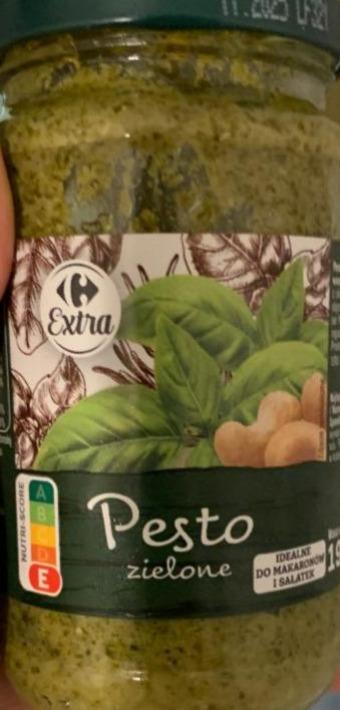 Extra
NUTRI-SCORE
A
B
C
D
E
Pesto
zielone
IDEALNE
DO MAKARONÓW
I SAŁATEK